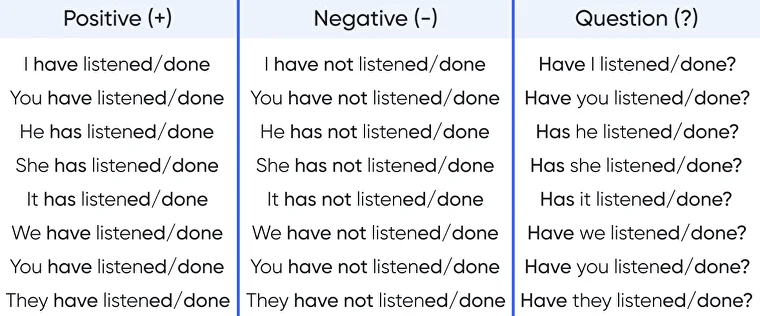 Positive (+) Negative (-) Question (?)
I have listened/done I have not listened/done Have I listened/done?
You have listened/done You have not listened/done Have you listened/done?
He has listened/done He has not listened/done Has he listened/done?
She has listened/done She has not listened/done Has she listened/done?
It has listened/done It has not listened/done Has it listened/done?
We have listened/done We have not listened/done Have we listened/done?
You have listened/done You have not listened/done Have you listened/done?
They have listened/done They have not listened/done Have they listened/done?